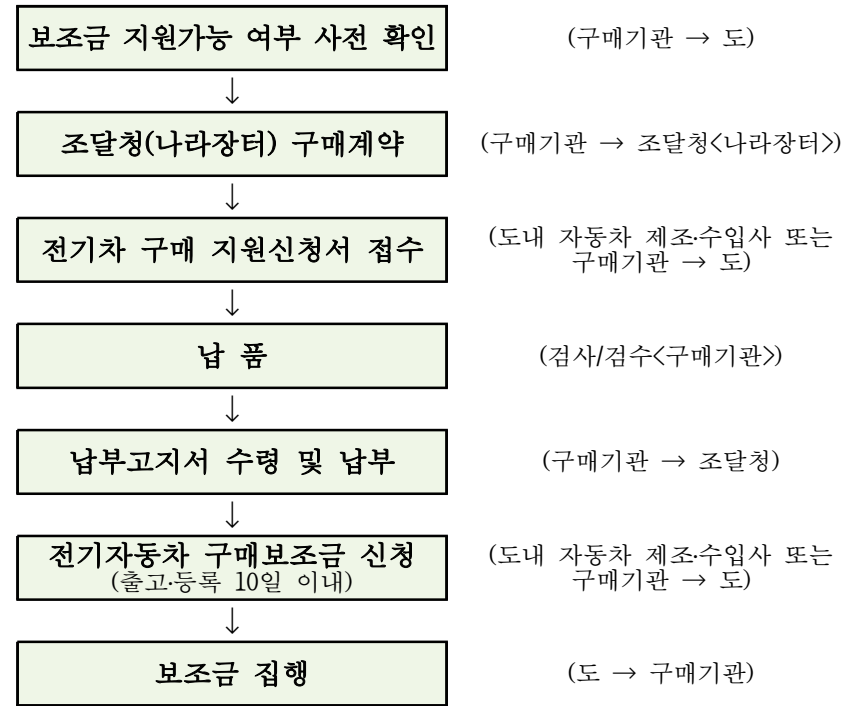 보조금 지원가능 여부 사전 확인 (구매기관 → 도)
↓
조달청(나라장터) 구매계약 (구매기관 → 조달청<나라장터>)
↓
전기차 구매 지원신청서 접수 (도내 자동차 제조·수입사 또는
구매기관 → 도)
↓
납 품 (검사/검수<구매기관>)
↓
납부고지서 수령 및 납부 (구매기관 → 조달청)
↓
전기자동차 구매보조금 신청
(출고·등록 10일 이내)
(도내 자동차 제조·수입사 또는
구매기관 → 도)
↓
보조금 집행 (도 → 구매기관)